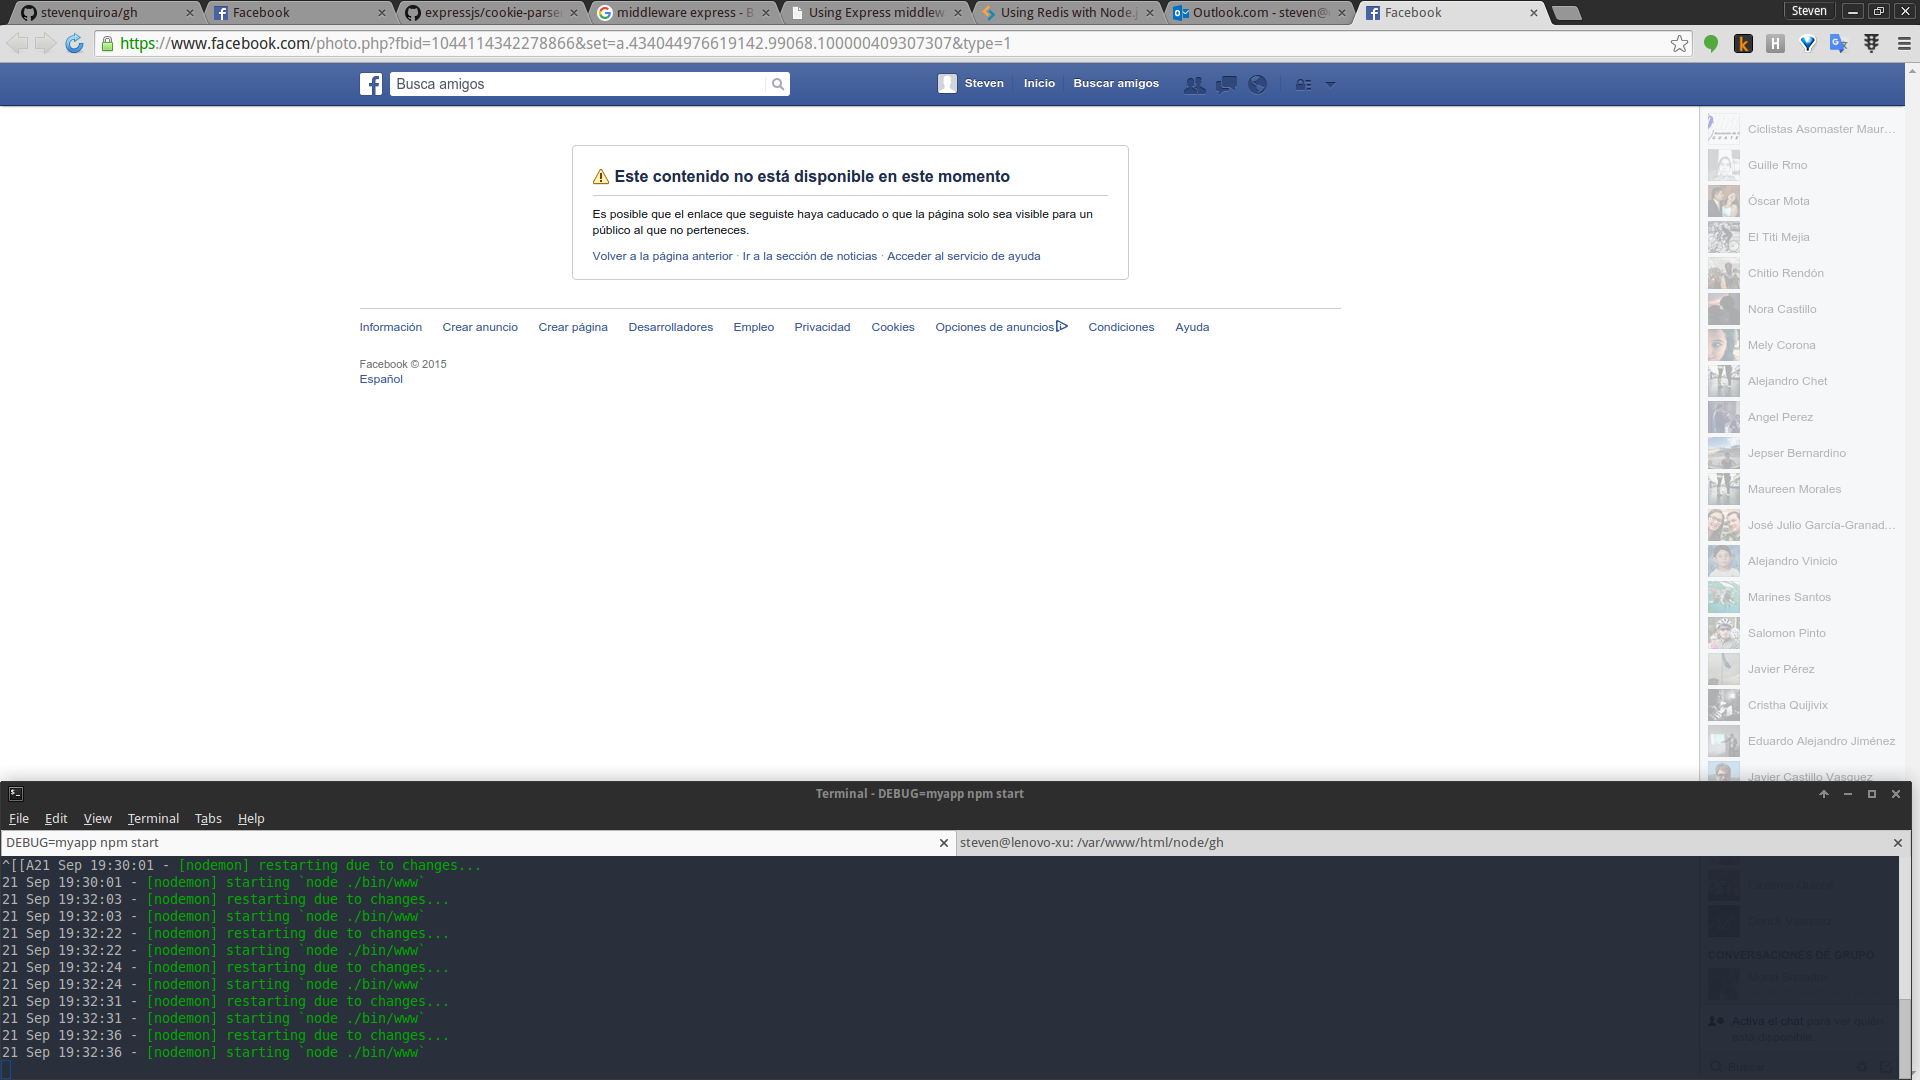 stevenquiroa/gh
Facebook
expressjs/cookie-parse
middleware express - B
Using Express middlew
Using Redis with Node.j
Outlook.com - steven@
Facebook
Steven
https://www.facebook.com/photo.php?fbid=1044114342278866&set=a.434044976619142.99068.100000409307307&type=1
Busca amigos
Steven
Inicio
Buscar amigos
Este contenido no está disponible en este momento
Es posible que el enlace que seguiste haya caducado o que la página solo sea visible para un
público al que no perteneces.
Volver a la página anterior · Ir a la sección de noticias · Acceder al servicio de ayuda
Información Crear anuncio Crear página Desarrolladores Empleo Privacidad Cookies Opciones de anuncios Condiciones Ayuda
Facebook © 2015
Español
Ciclistas Asomaster Maur...
Guille Rmo
Óscar Mota
El Titi Mejia
Chitio Rendón
Nora Castillo
Mely Corona
Alejandro Chet
Angel Perez
Jepser Bernardino
Maureen Morales
José Julio García-Granad...
Alejandro Vinicio
Marines Santos
Salomon Pinto
Javier Pérez
Cristha Quijivix
Eduardo Alejandro Jiménez
Javier Castillo Vasquez
Terminal - DEBUG=myapp npm start
File Edit View Terminal Tabs Help
DEBUG=myapp npm start
steven@lenovo-xu: /var/www/html/node/gh
^[[A21 Sep 19:30:01 - [nodemon] restarting due to changes...
21 Sep 19:30:01 - [nodemon] starting `node ./bin/www`
21 Sep 19:32:03 - [nodemon] restarting due to changes...
21 Sep 19:32:03 - [nodemon] starting `node ./bin/www`
21 Sep 19:32:22 - [nodemon] restarting due to changes...
21 Sep 19:32:22 - [nodemon] starting `node ./bin/www`
21 Sep 19:32:24 - [nodemon] restarting due to changes...
21 Sep 19:32:24 - [nodemon] starting `node ./bin/www`
21 Sep 19:32:31 - [nodemon] restarting due to changes...
21 Sep 19:32:31 - [nodemon] starting `node ./bin/www`
21 Sep 19:32:36 - [nodemon] restarting due to changes...
21 Sep 19:32:36 - [nodemon] starting `node ./bin/www`
CONVERSACIONES DE GRUPO
Activa el chat para ver quién
está disponible.
Buscar